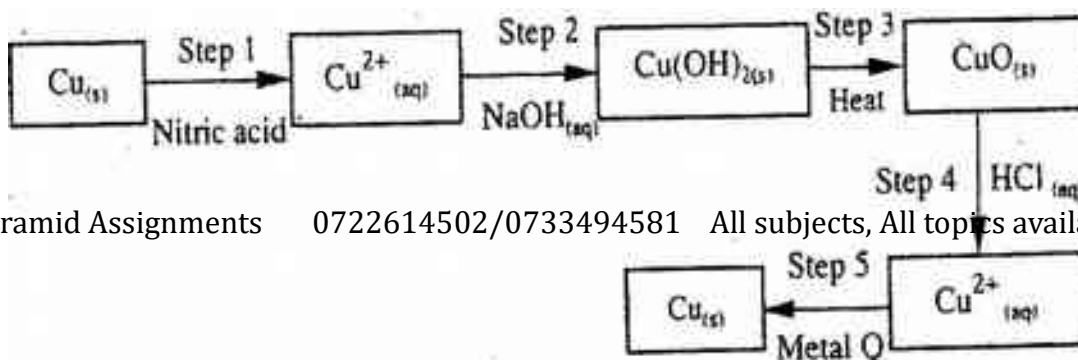 Step 1
Step 2
Step 3
Cu(s)
Cu2+(aq)
Cu(OH)2(s)
CuO(s)
Nitric acid
NaOH(aq)
Heat
Step 4
HCl (aq
ramid Assignments 0722614502/0733494581 All subjects, All topics availa
Step 5
Cu(s)
Cu2+(aq)
Metal Q